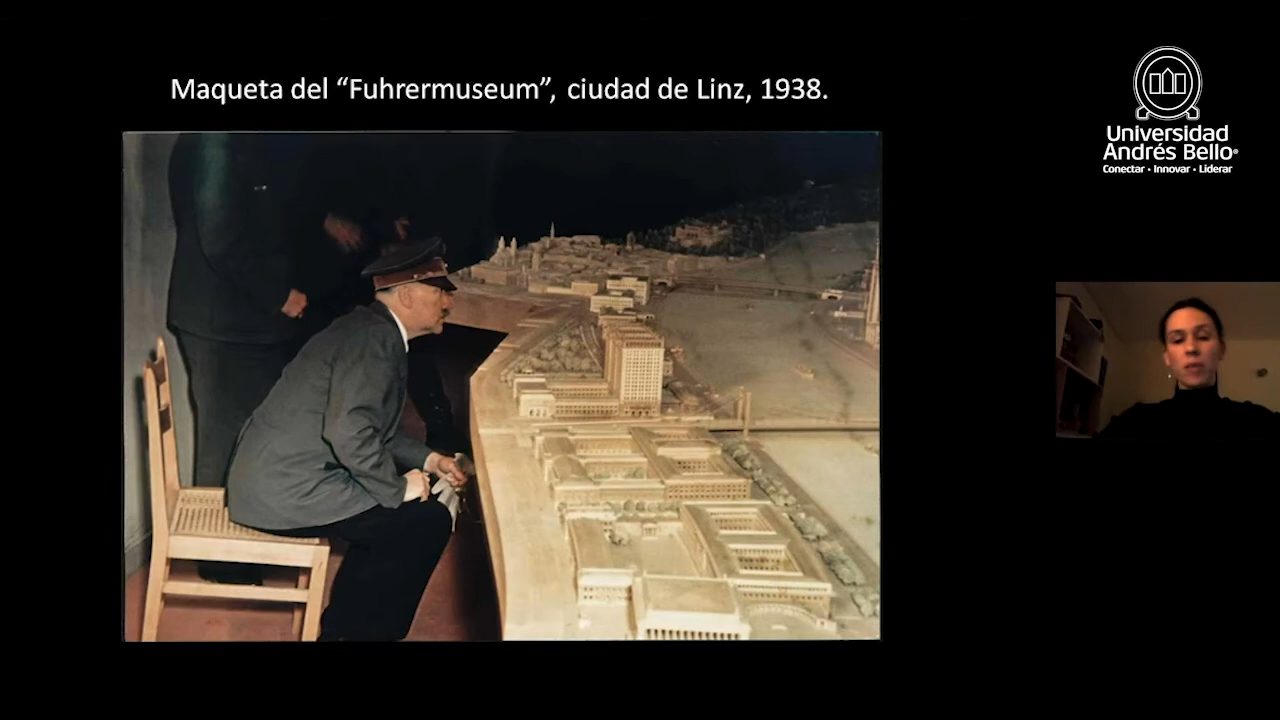 Maqueta del “Fuhrermuseum”, ciudad de Linz, 1938.
Universidad
Andrés Bello®
Conectar • Innovar • Liderar